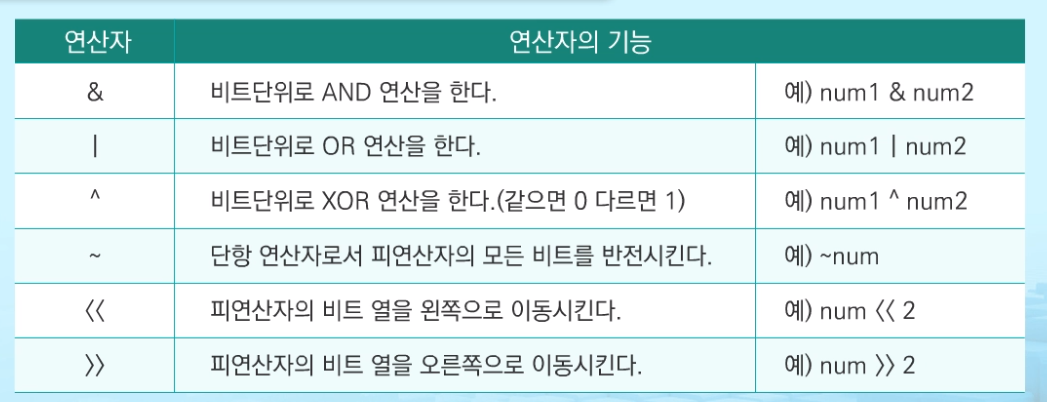 연산자 연산자의 기능
& 비트단위로 AND 연산을 한다. 예) num1 & num2
| 비트단위로 OR 연산을 한다. 예) num1 | num2
^ 비트단위로 XOR 연산을 한다.(같으면 0 다르면 1) 예) num1 ^ num2
~ 단항 연산자로서 피연산자의 모든 비트를 반전시킨다. 예) ~num
〈〈 피연산자의 비트 열을 왼쪽으로 이동시킨다. 예) num 〈〈 2
〉〉 피연산자의 비트 열을 오른쪽으로 이동시킨다. 예) num 〉〉 2